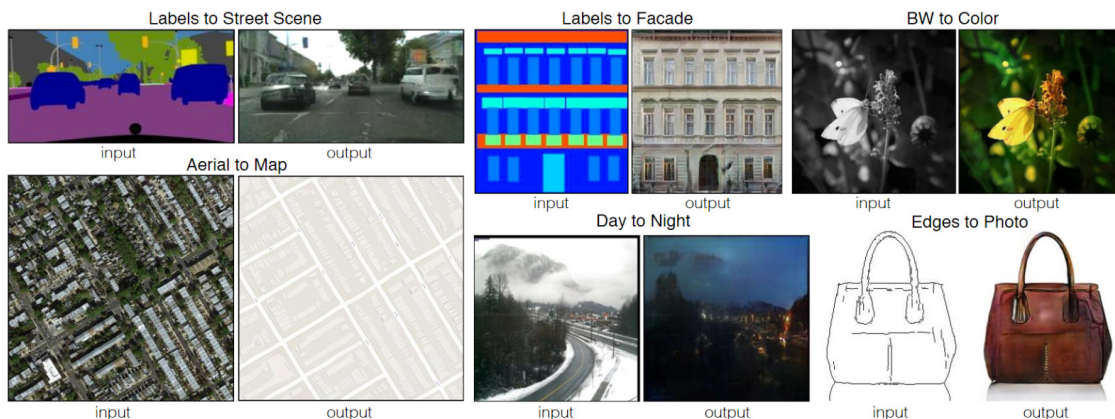 Labels to Street Scene
input
output
Aerial to Map
input
output
Labels to Facade
input
output
BW to Color
input
output
Day to Night
input
output
Edges to Photo
input
output